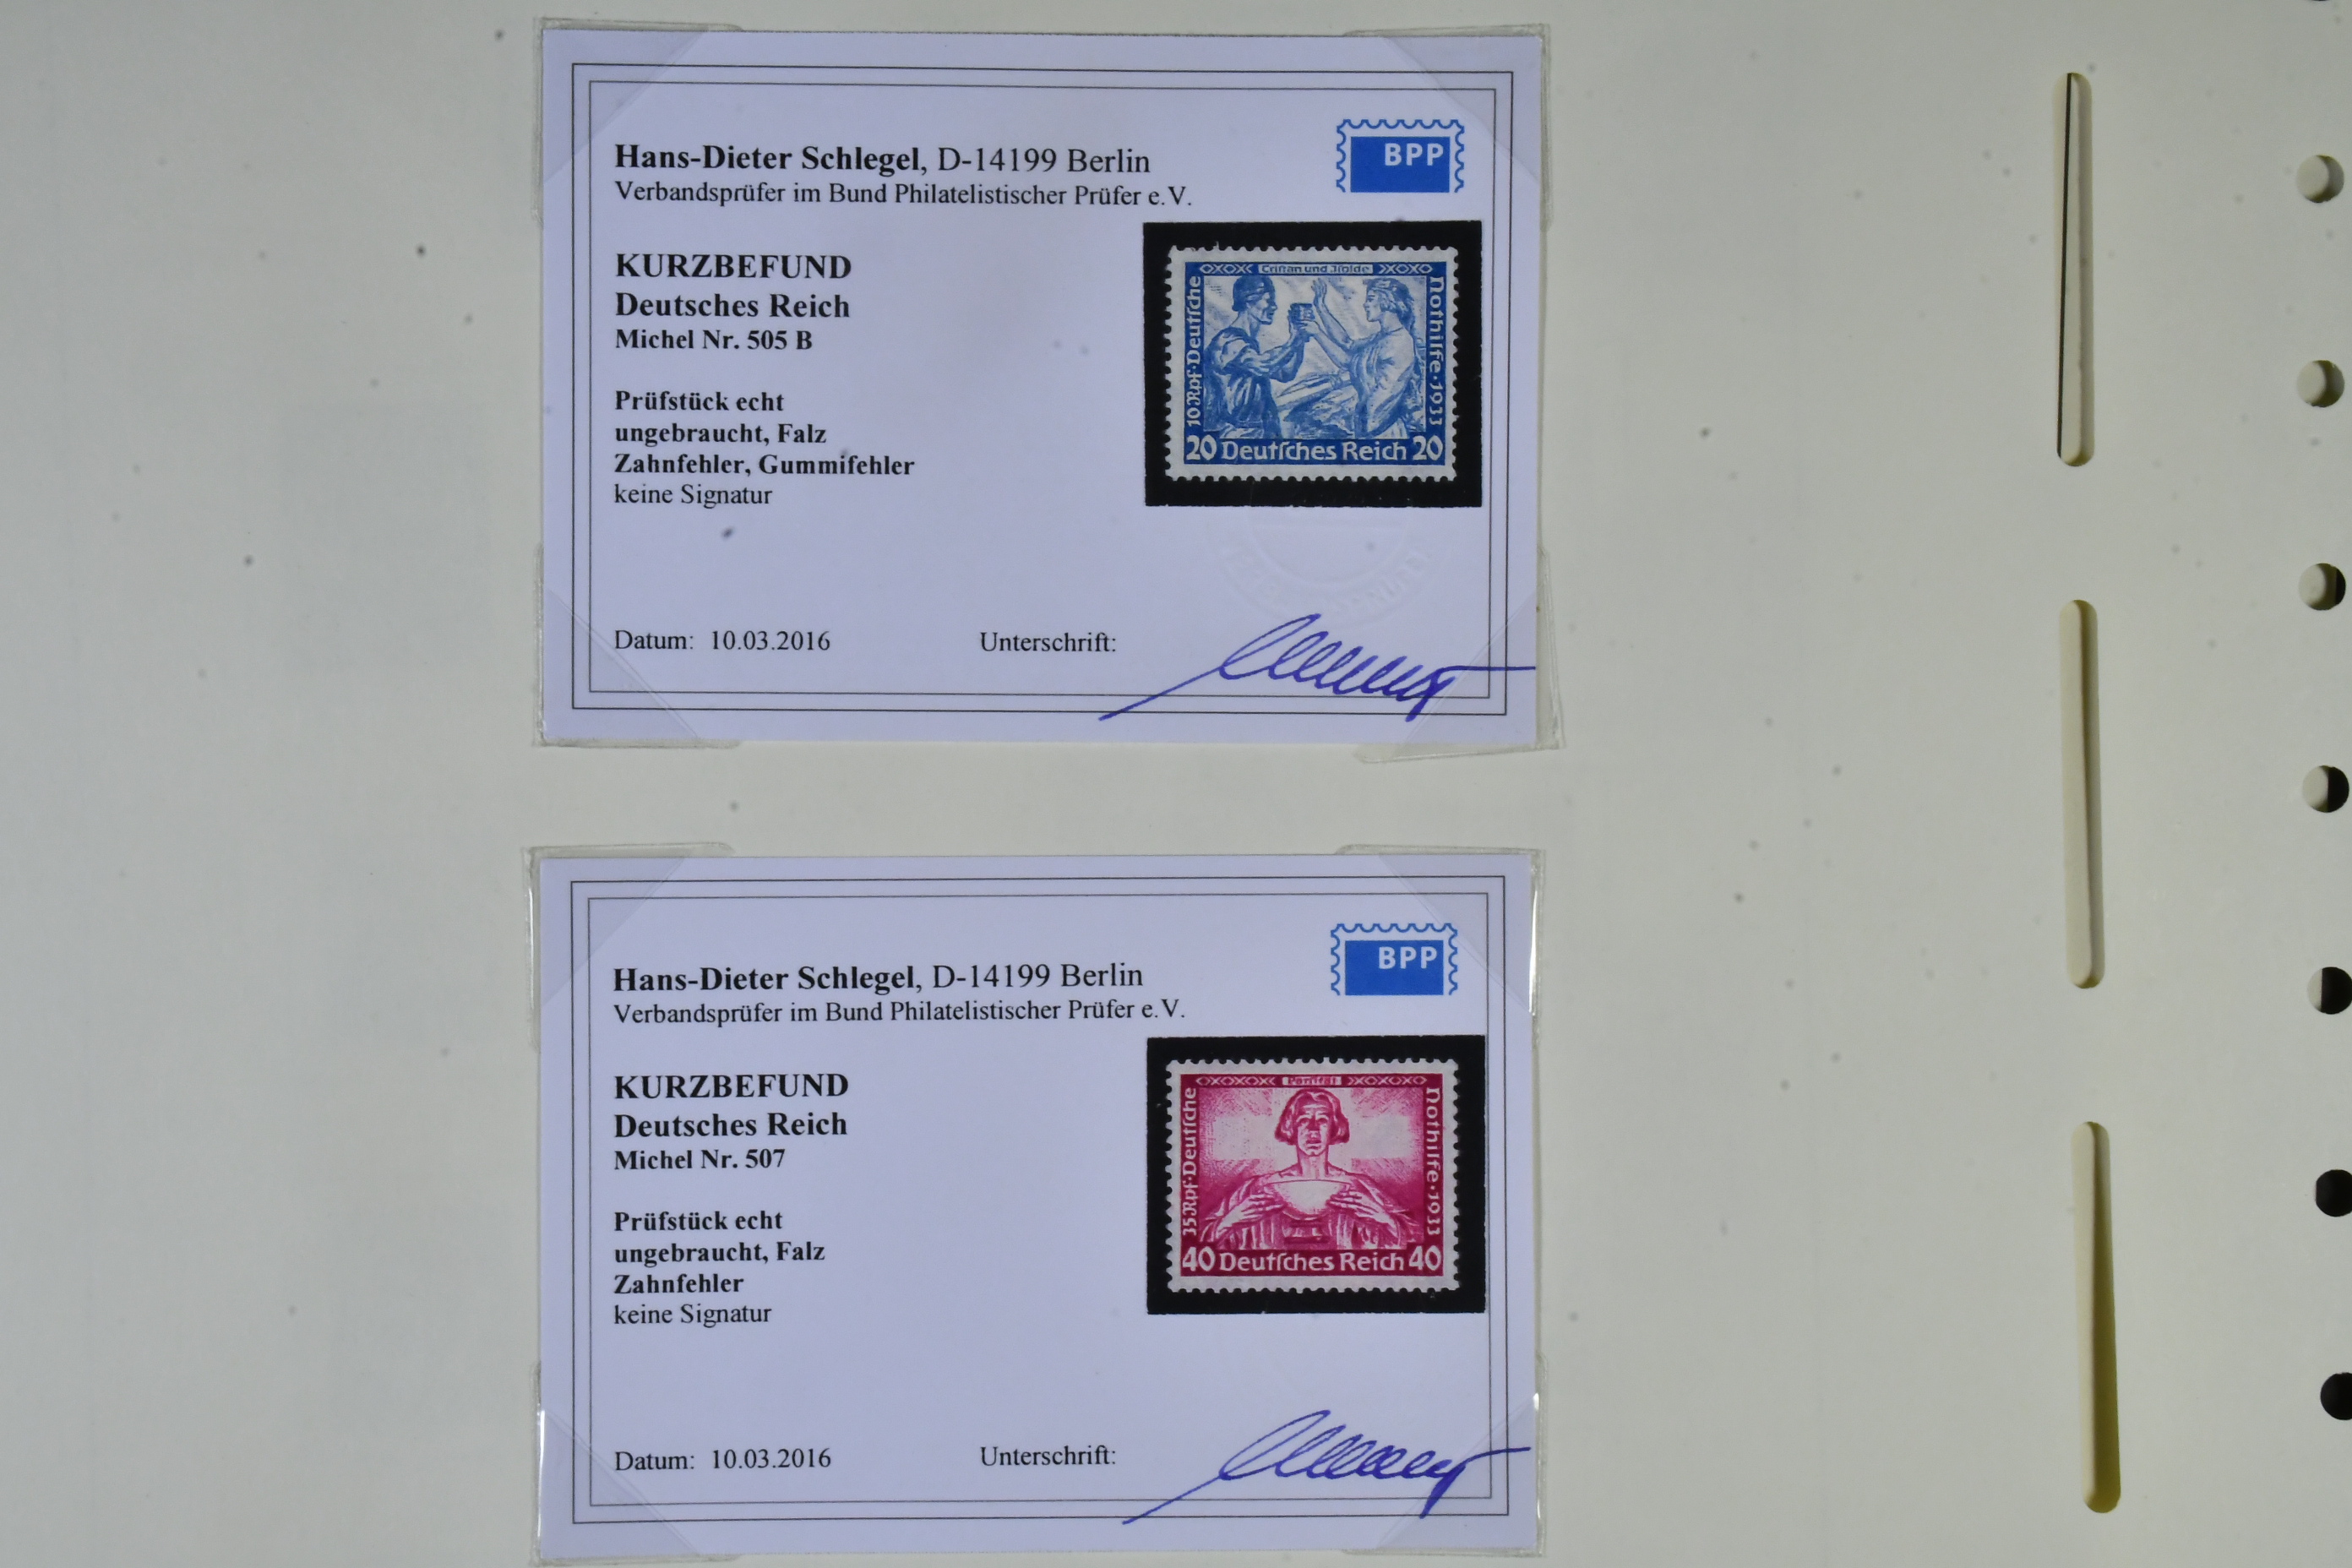 Hans-Dieter Schlegel, D-14199 Berlin
Verbandsprüfer im Bund Philatelistischer Prüfer e.V.
BPP
KURZBEFUND
Deutsches Reich
Michel Nr. 505 B
Prüfstück echt
ungebraucht, Falz
Zahnfehler, Gummifehler
keine Signatur
Triſtan und Iſolde
10 Rpf·Deutſche
Nothilfe·1933
20 Deutſches Reich 20
Datum: 10.03.2016
Unterschrift:
Hans-Dieter Schlegel, D-14199 Berlin
Verbandsprüfer im Bund Philatelistischer Prüfer e.V.
BPP
KURZBEFUND
Deutsches Reich
Michel Nr. 507
Prüfstück echt
ungebraucht, Falz
Zahnfehler
keine Signatur
Parſifal
35 Rpf·Deutſche
Nothilfe·1933
40 Deutſches Reich 40
Datum: 10.03.2016
Unterschrift: